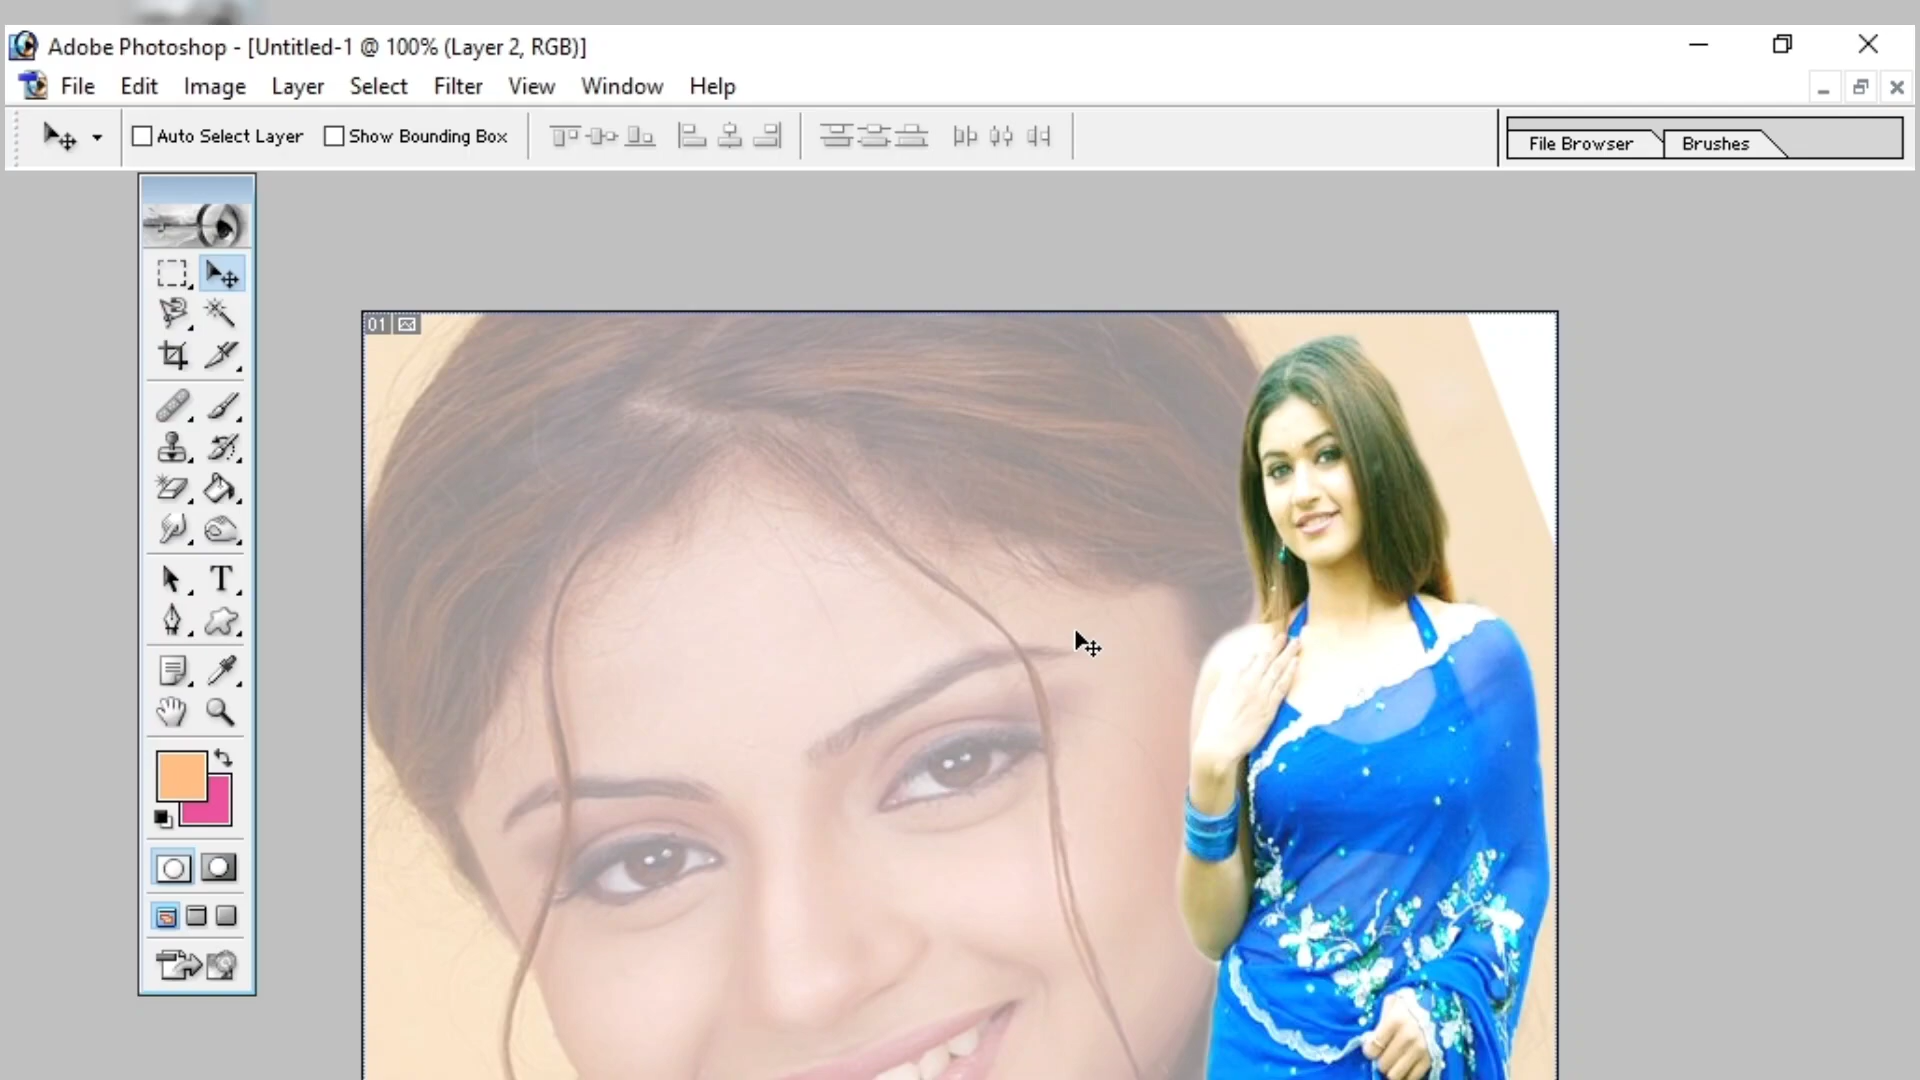 Adobe Photoshop - [Untitled-1 @ 100% (Layer 2, RGB)]
File Edit Image Layer Select Filter View Window Help
Auto Select Layer Show Bounding Box File Browser Brushes
01
T